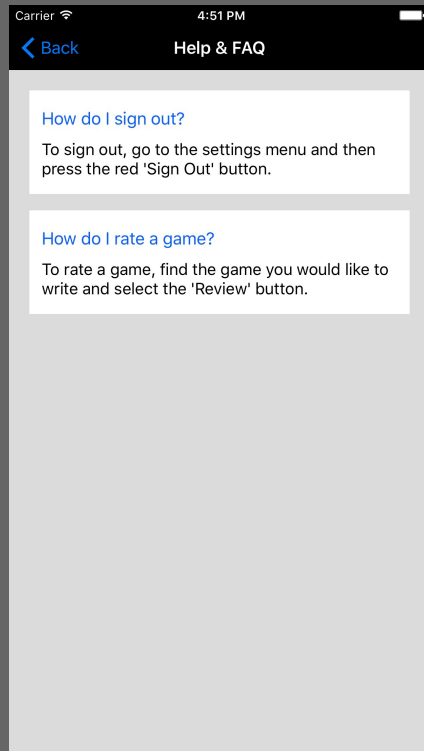 Carrier
4:51 PM
Back
Help & FAQ
How do I sign out?
To sign out, go to the settings menu and then
press the red 'Sign Out' button.
How do I rate a game?
To rate a game, find the game you would like to
write and select the 'Review' button.